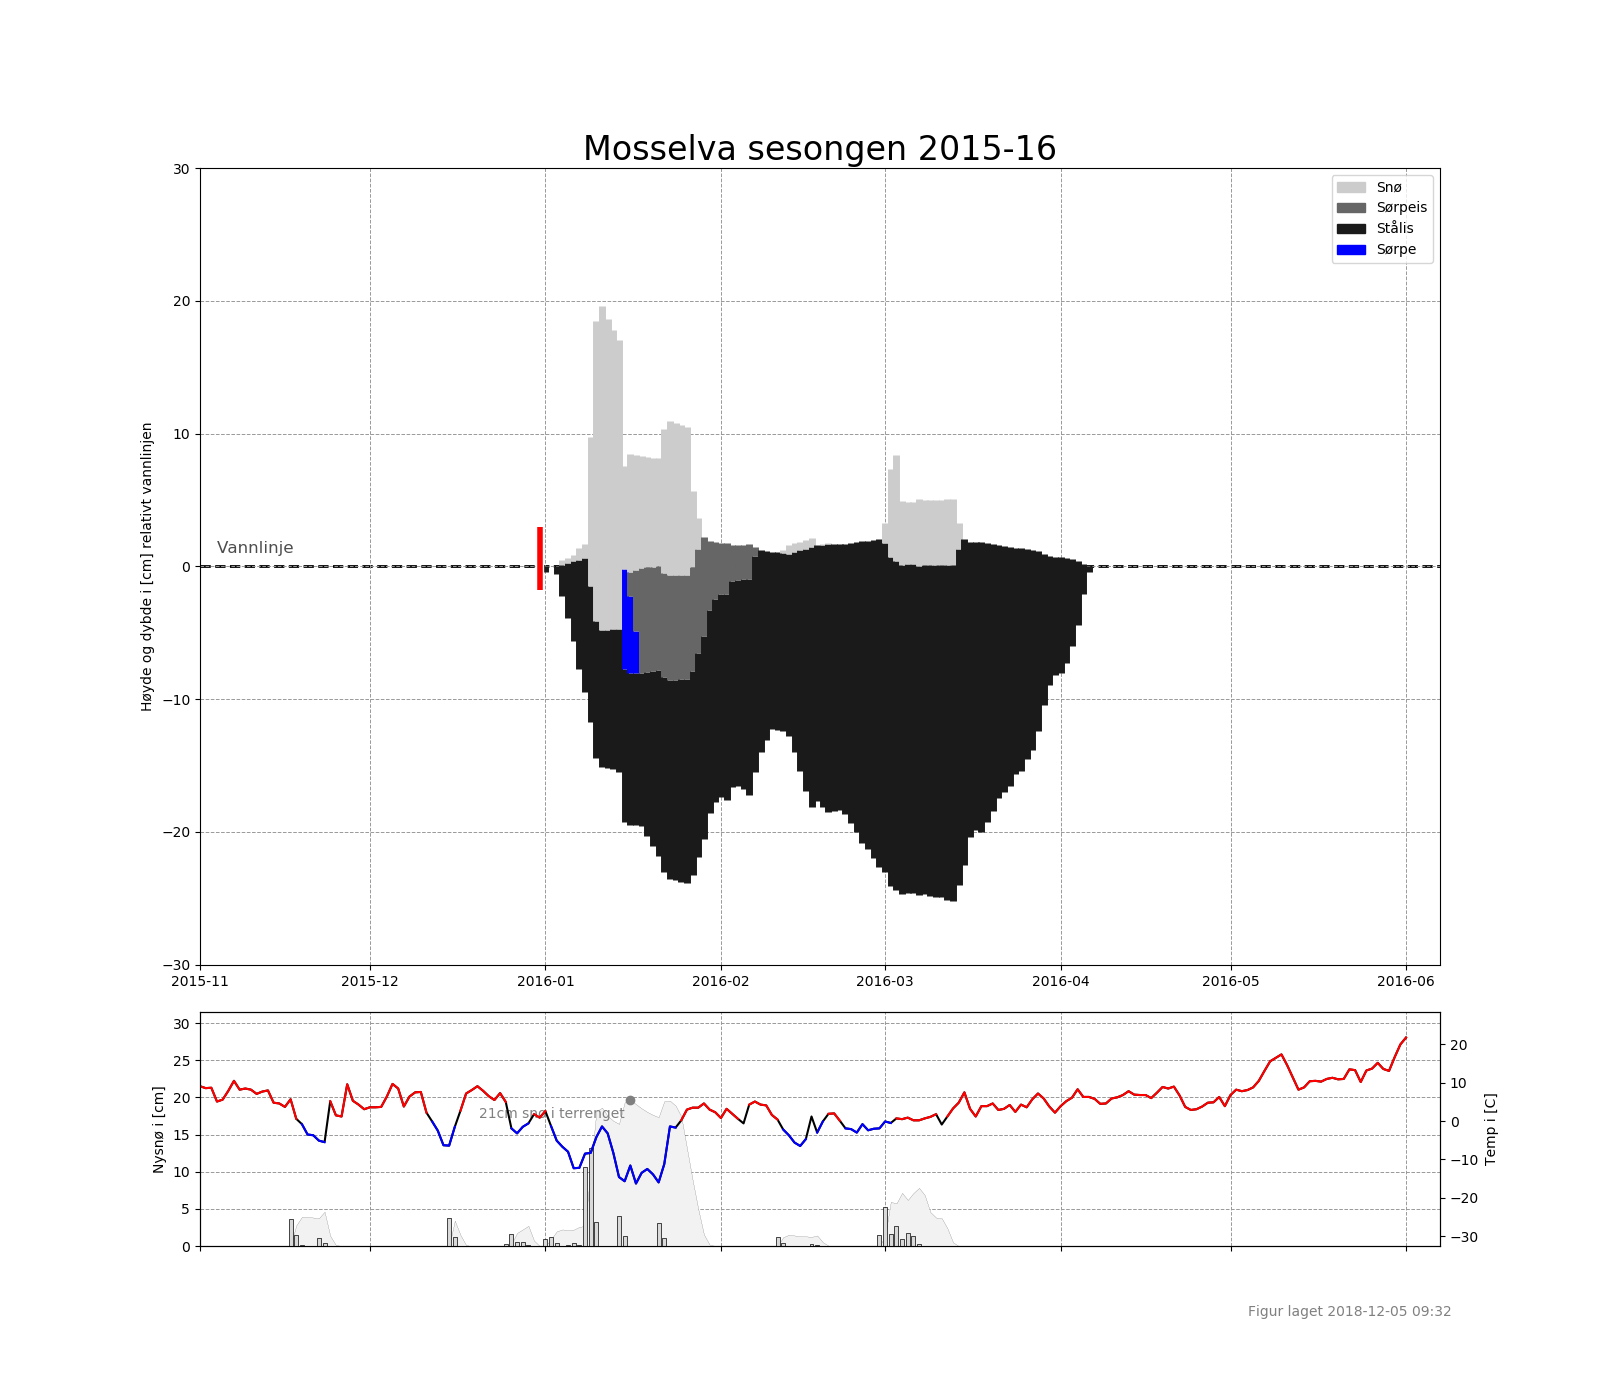 Mosselva sesongen 2015-16
Snø
Sørpeis
Stålis
Sørpe
Høyde og dybde i [cm] relativt vannlinjen
30
20
10
0
−10
−20
−30
Vannlinje
2015-11 2015-12 2016-01 2016-02 2016-03 2016-04 2016-05 2016-06
Nysnø i [cm]
30
25
20
15
10
5
0
21cm snø i terrenget
Temp i [C]
20
10
0
−10
−20
−30
Figur laget 2018-12-05 09:32